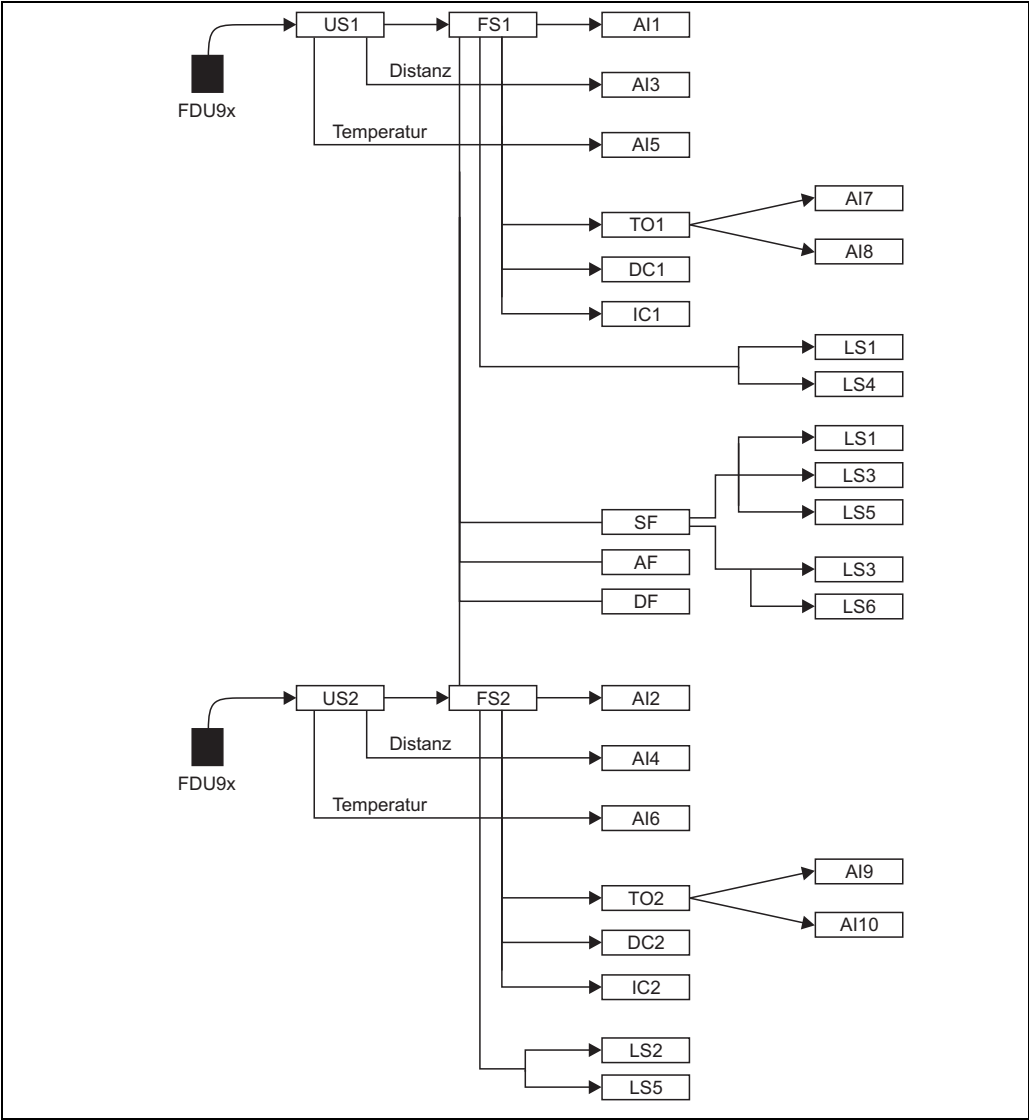 US1
FS1
AI1
FDU9x
Distanz
AI3
Temperatur
AI5
AI7
TO1
AI8
DC1
IC1
LS1
LS4
LS1
LS3
LS5
SF
AF
LS3
DF
LS6
US2
FS2
AI2
FDU9x
Distanz
AI4
Temperatur
AI6
AI9
TO2
AI10
DC2
IC2
LS2
LS5